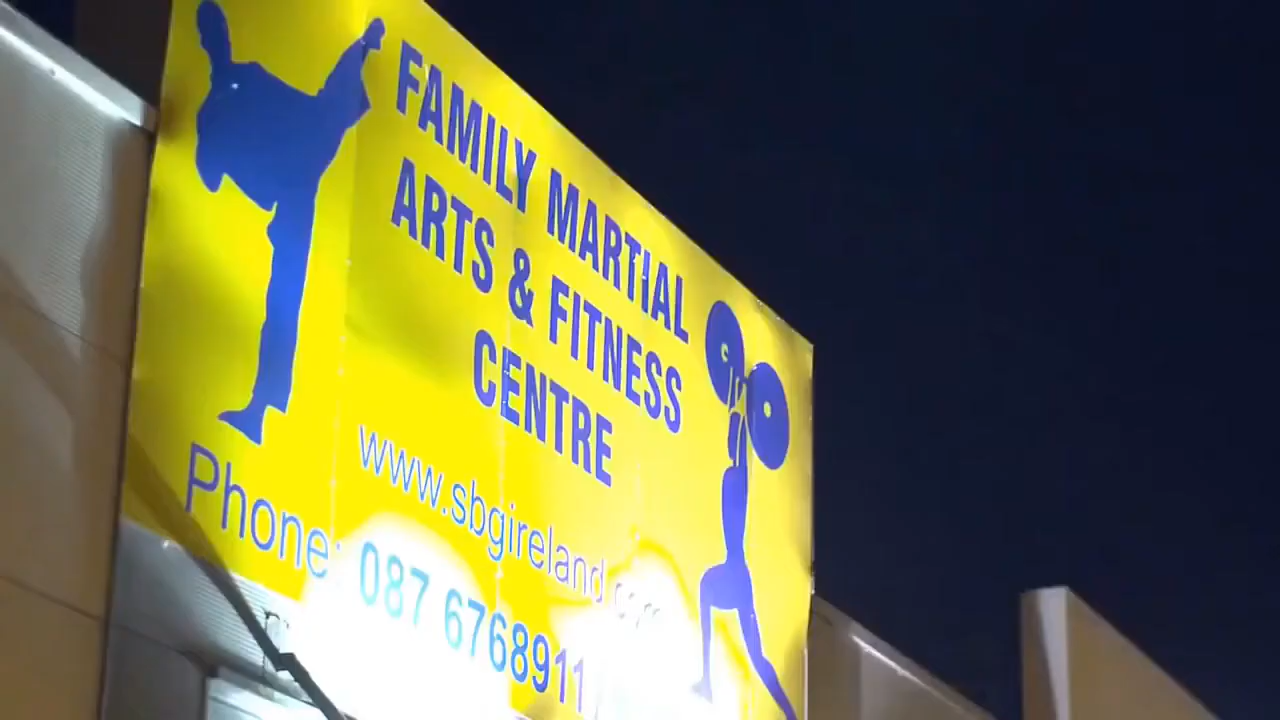 FAMILY MARTIAL
ARTS & FITNESS
CENTRE
www.sbgireland.com
Phone: 087 6768911